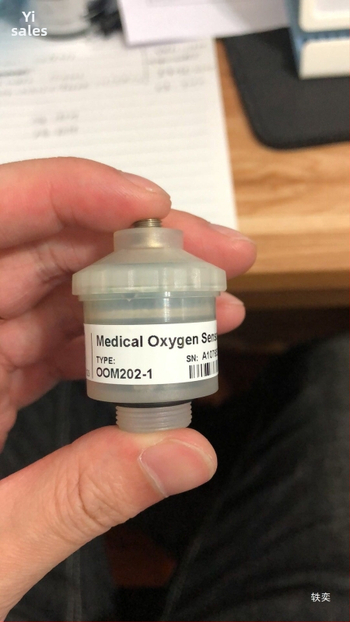 Yi
sales
Medical Oxygen Sens
TYPE:
SN:
OOM202-1
轶奕